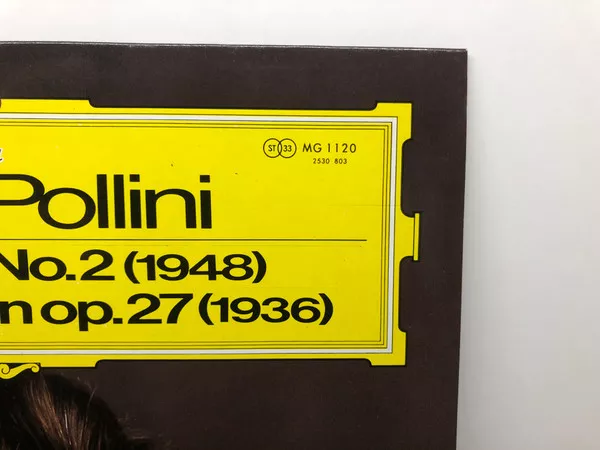 ST 33 MG 1120
2530 803
Pollini
No.2 (1948)
n op.27 (1936)